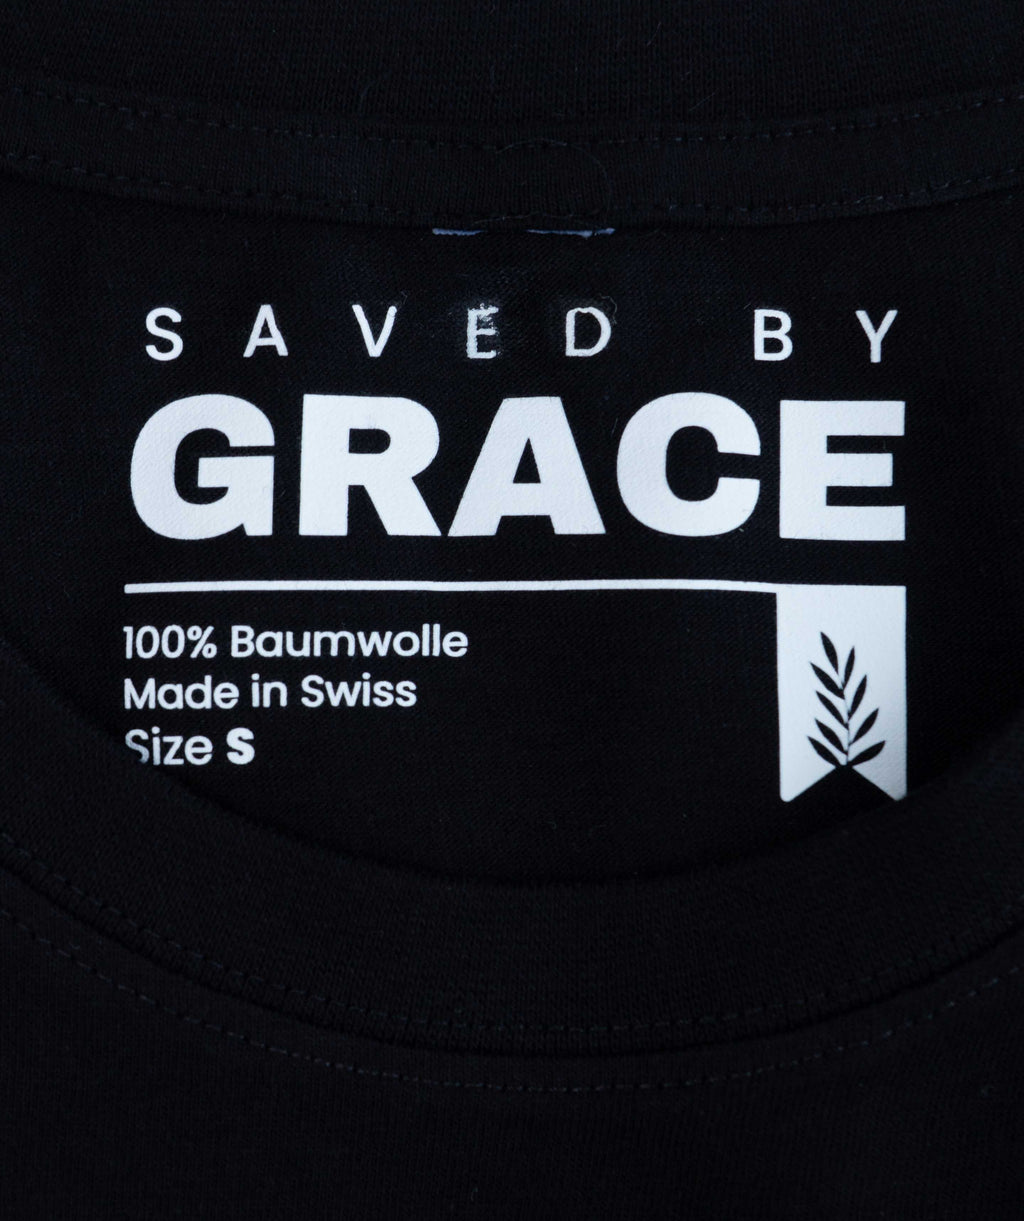 SAVED BY
GRACE
100% Baumwolle
Made in Swiss
Size S